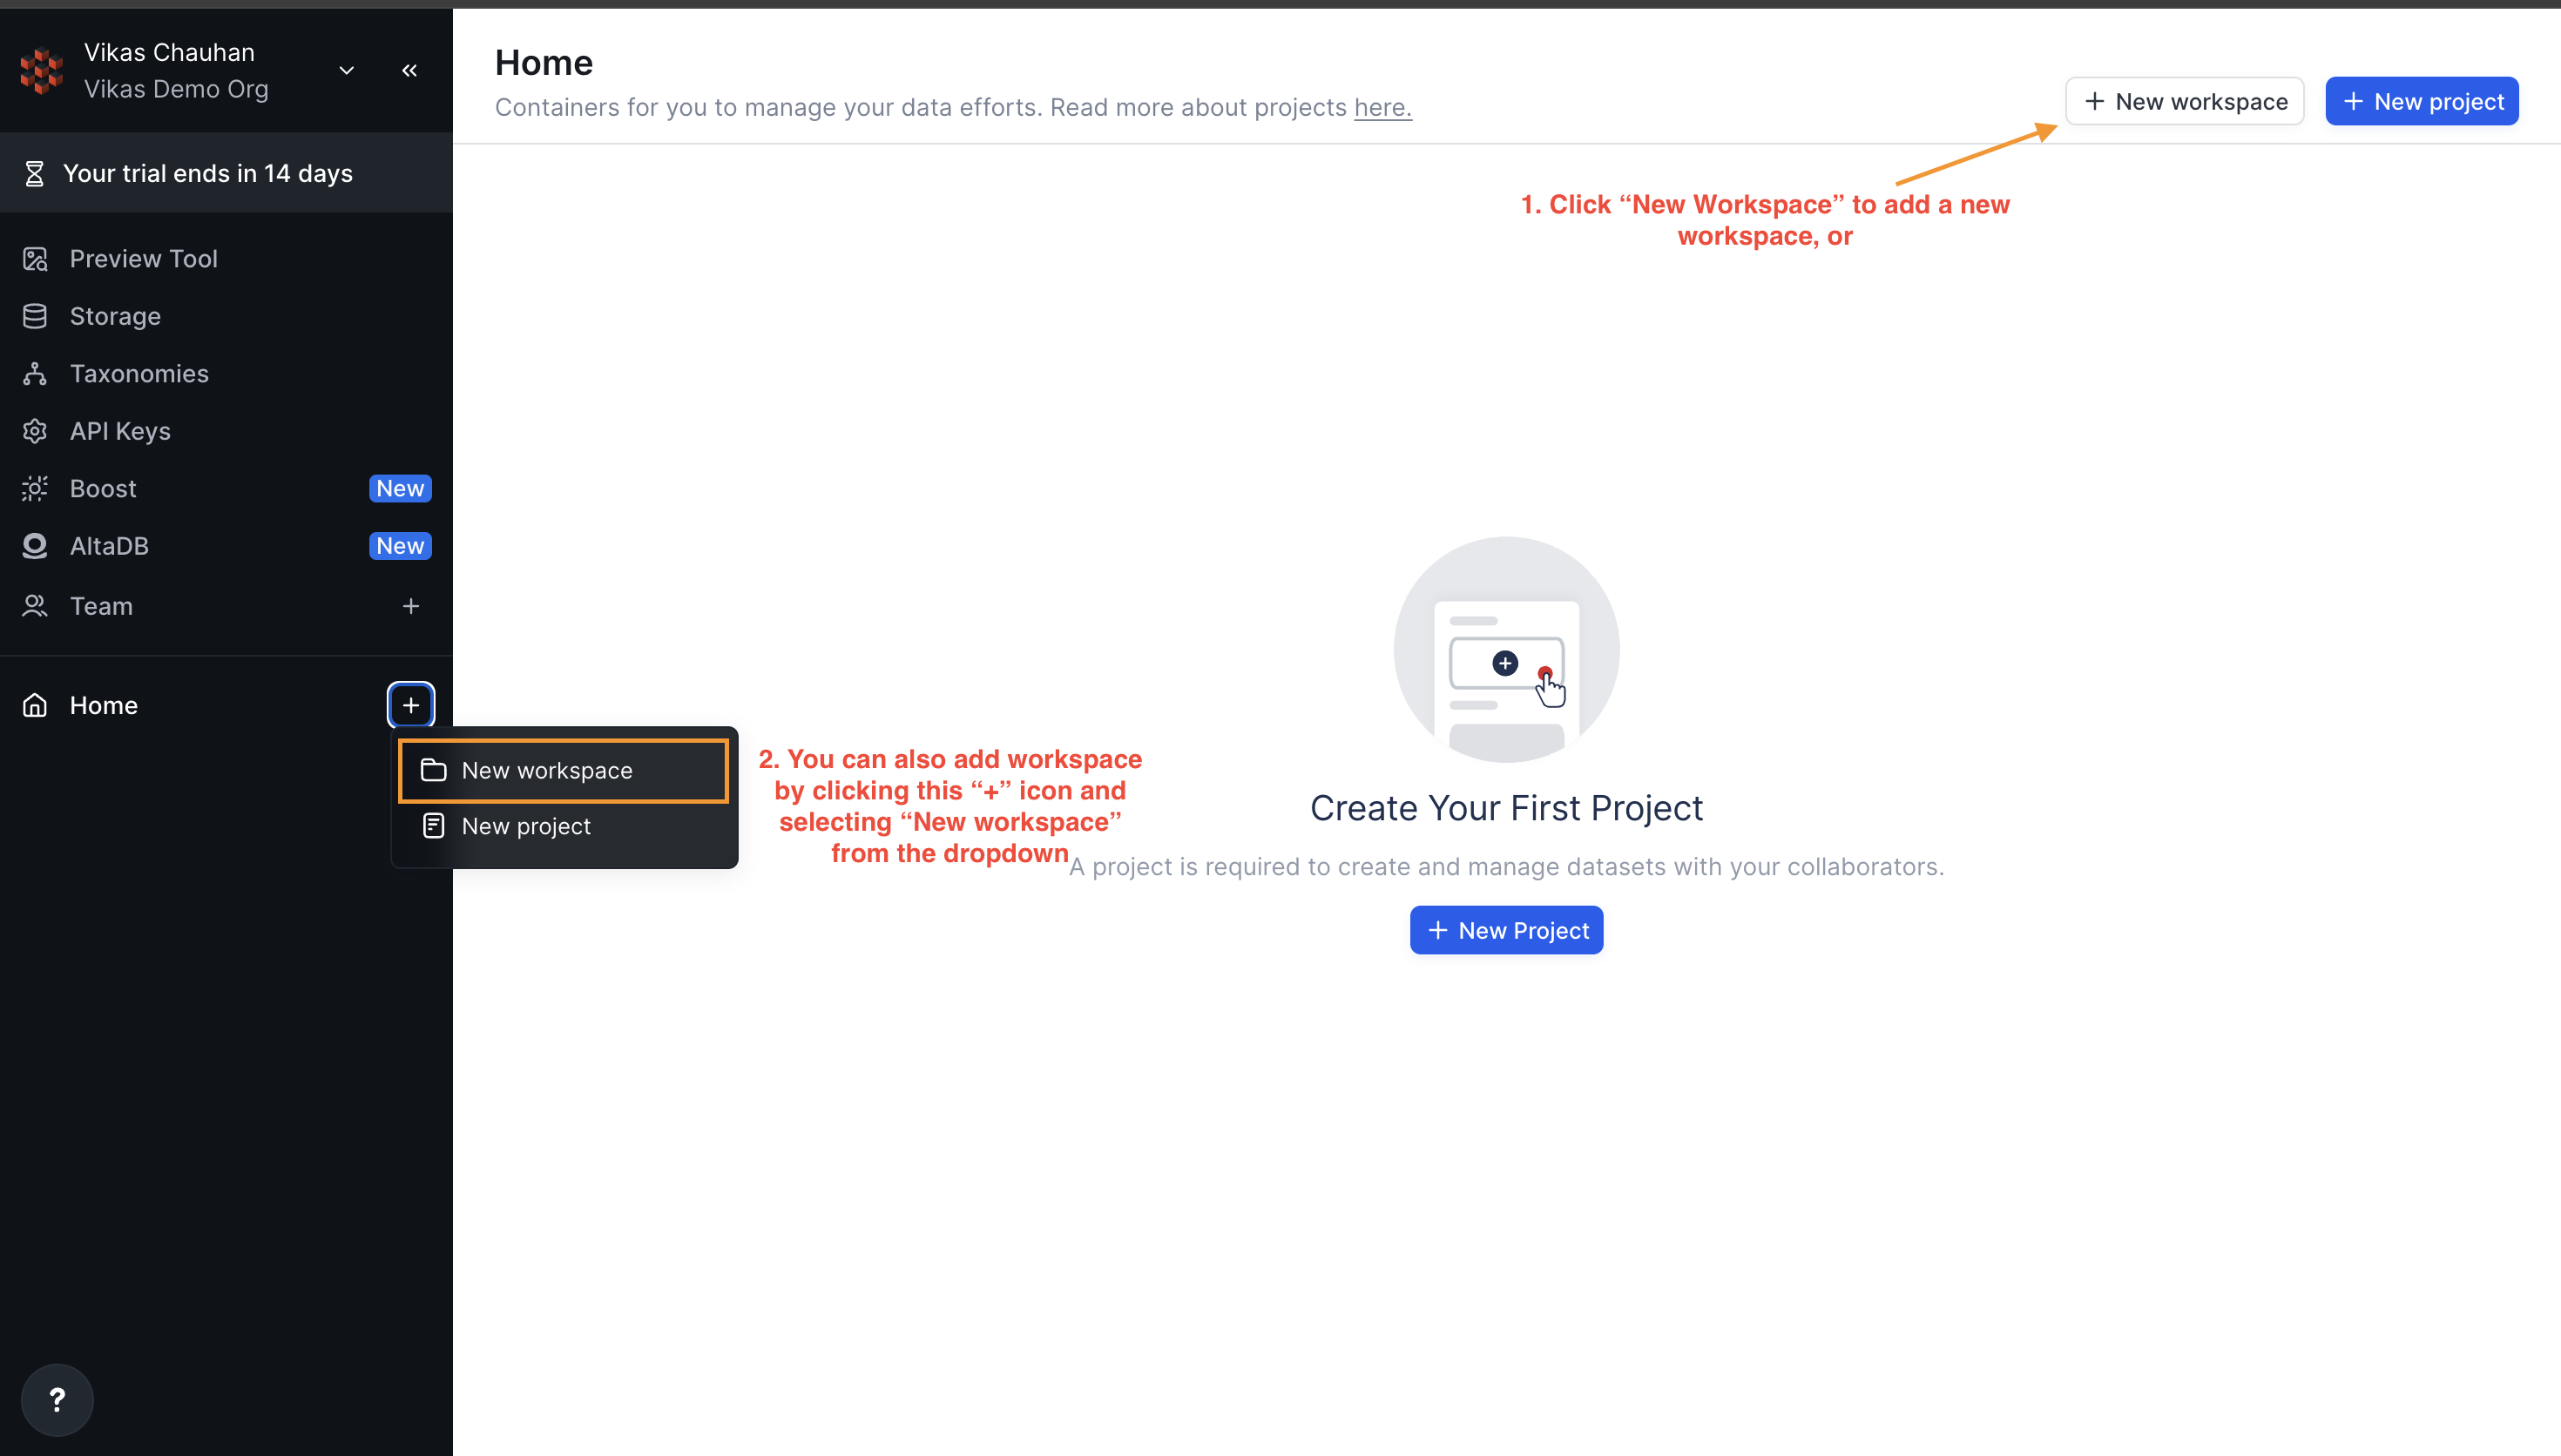 Vikas Chauhan
Vikas Demo Org
Your trial ends in 14 days
Preview Tool
Storage
Taxonomies
API Keys
Boost New
AltaDB New
Team
Home
New workspace
New project
?
Home
Containers for you to manage your data efforts. Read more about projects here.
+ New workspace
+ New project
1. Click “New Workspace” to add a new
workspace, or
2. You can also add workspace
by clicking this “+” icon and
selecting “New workspace”
from the dropdown
Create Your First Project
A project is required to create and manage datasets with your collaborators.
+ New Project